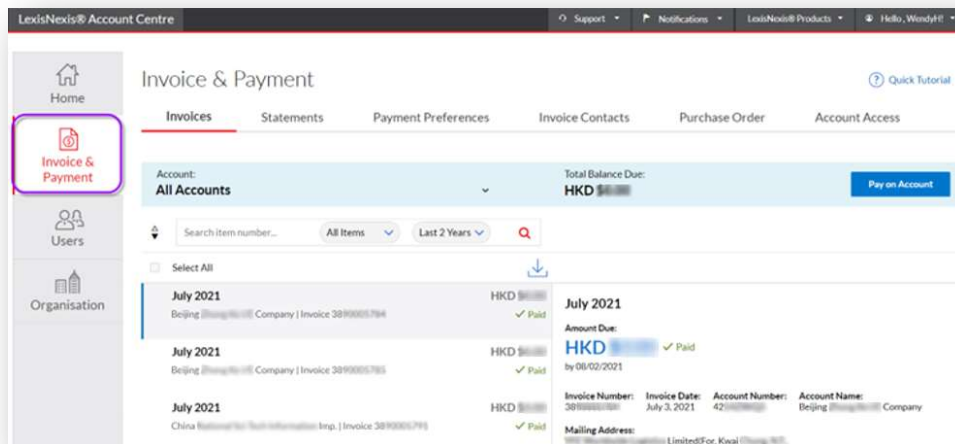 LexisNexis® Account Centre
Support
Notifications
LexisNexis® Products
Hello, WendyH!
Home
Invoice &
Payment
Users
Organisation
Invoice & Payment
Quick Tutorial
Invoices
Statements
Payment Preferences
Invoice Contacts
Purchase Order
Account Access
Account:
All Accounts
Total Balance Due:
HKD
Pay on Account
Search item number...
All Items
Last 2 Years
Select All
July 2021
HKD
Beijing Company | Invoice
Paid
July 2021
HKD
Beijing Company | Invoice
Paid
July 2021
HKD
China Imp. | Invoice
Paid
July 2021
Amount Due:
HKD
Paid
by 08/02/2021
Invoice Number:
Invoice Date:
July 3, 2021
Account Number:
Account Name:
Beijing Company
Mailing Address:
Limited/For, Kwai